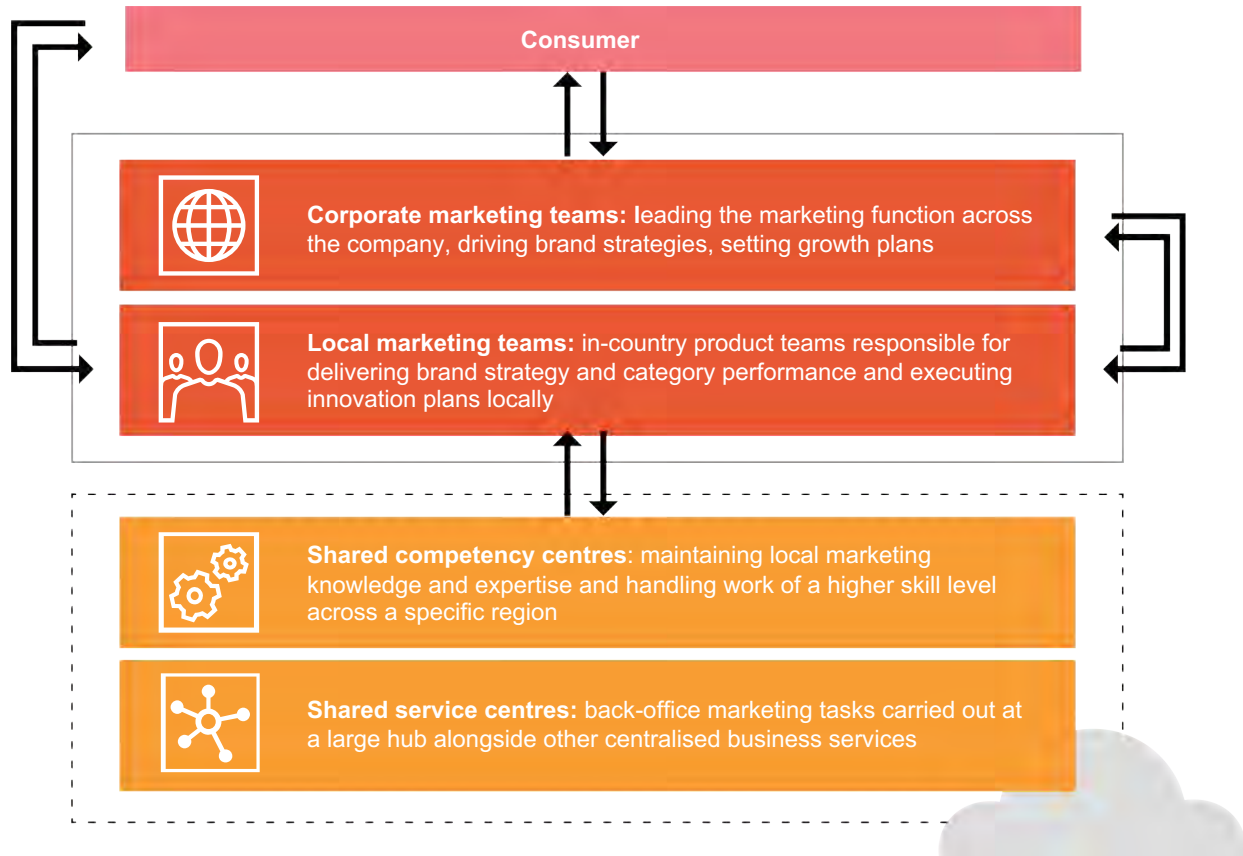 Consumer
Corporate marketing teams: leading the marketing function across
the company, driving brand strategies, setting growth plans
Local marketing teams: in-country product teams responsible for
delivering brand strategy and category performance and executing
innovation plans locally
Shared competency centres: maintaining local marketing
knowledge and expertise and handling work of a higher skill level
across a specific region
Shared service centres: back-office marketing tasks carried out at
a large hub alongside other centralised business services